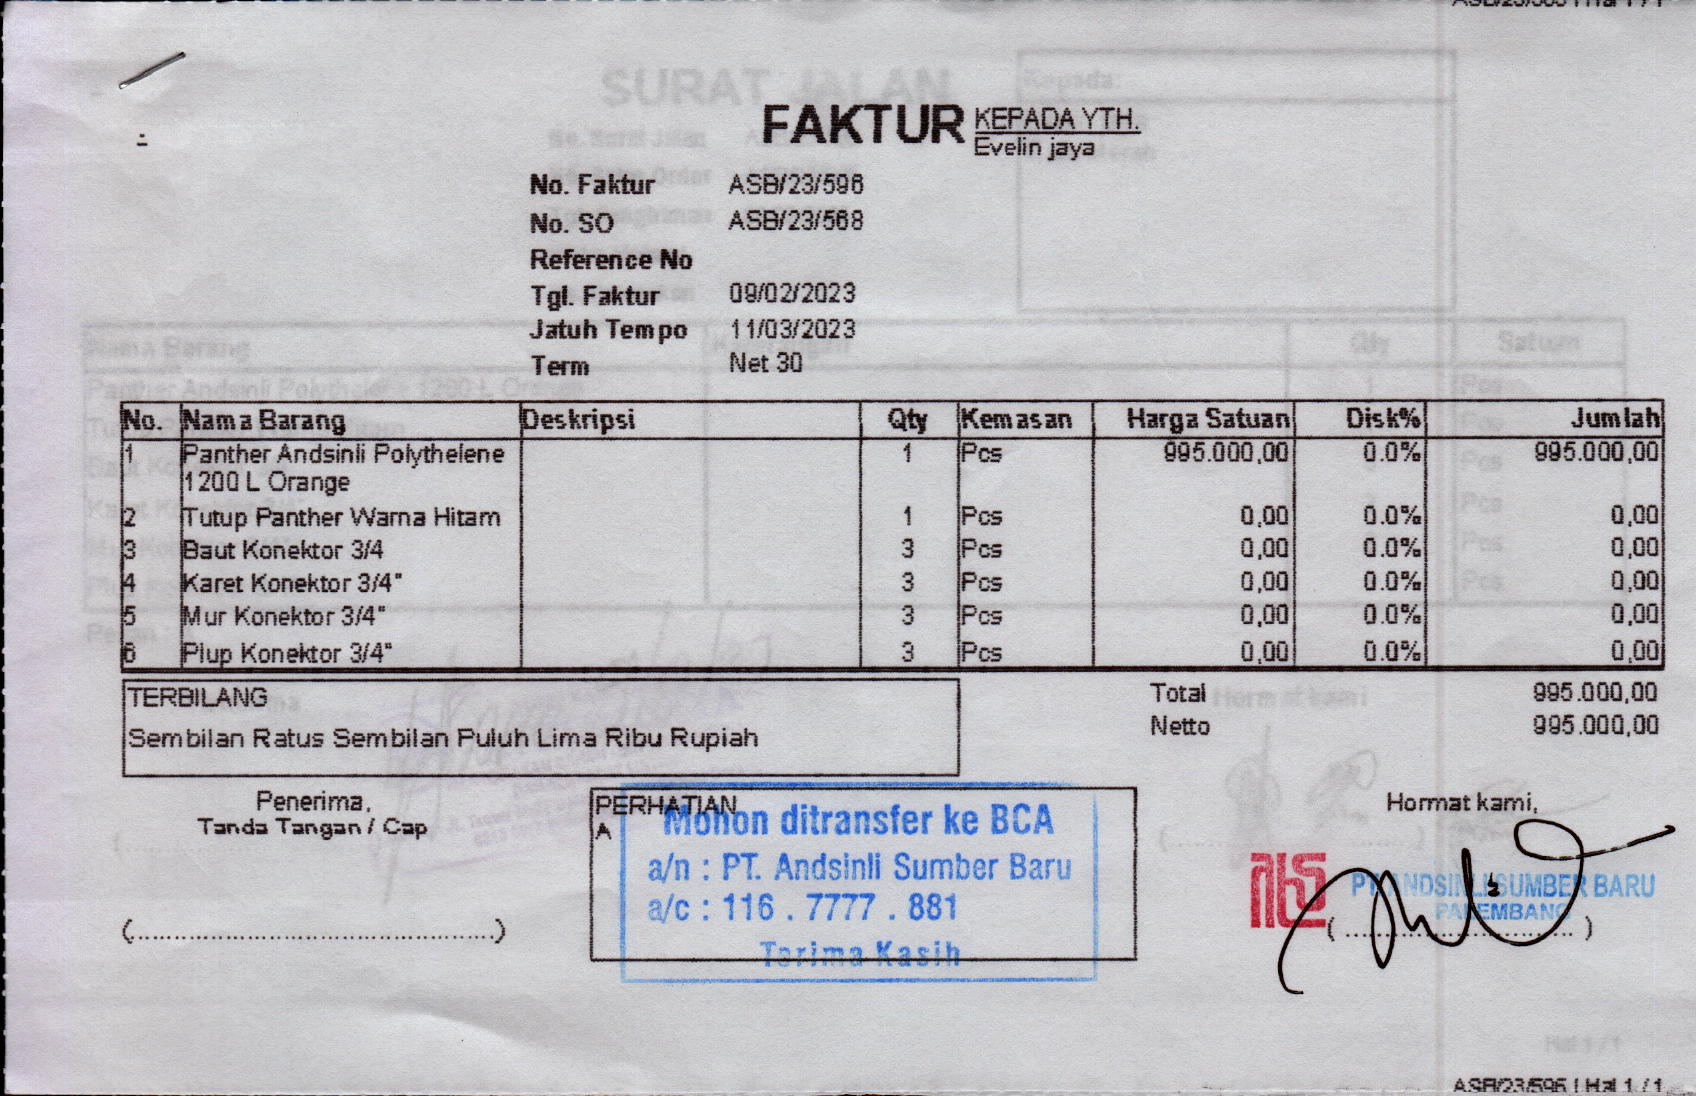 FAKTUR
KEPADA YTH.
Evelin jaya
No. Faktur ASB/23/596
No. SO ASB/23/568
Reference No
Tgl. Faktur 09/02/2023
Jatuh Tempo 11/03/2023
Term Net 30
No. Nama Barang Deskripsi Qty Kemasan Harga Satuan Disk% Jumlah
1 Panther Andsinli Polythelene 1 Pcs 995.000,00 0.0% 995.000,00
1200 L Orange
2 Tutup Panther Warna Hitam 1 Pcs 0,00 0.0% 0,00
3 Baut Konektor 3/4 3 Pcs 0,00 0.0% 0,00
4 Karet Konektor 3/4" 3 Pcs 0,00 0.0% 0,00
5 Mur Konektor 3/4" 3 Pcs 0,00 0.0% 0,00
6 Plup Konektor 3/4" 3 Pcs 0,00 0.0% 0,00
TERBILANG
Sembilan Ratus Sembilan Puluh Lima Ribu Rupiah
Total 995.000,00
Netto 995.000,00
Penerima,
Tanda Tangan / Cap
PERHATIAN
A
Mohon ditransfer ke BCA
a/n : PT. Andsinli Sumber Baru
a/c : 116 . 7777 . 881
Terima Kasih
Hormat kami,
PT ANDSINLI SUMBER BARU
PALEMBANG
ASB/23/596 | Hal 1 / 1